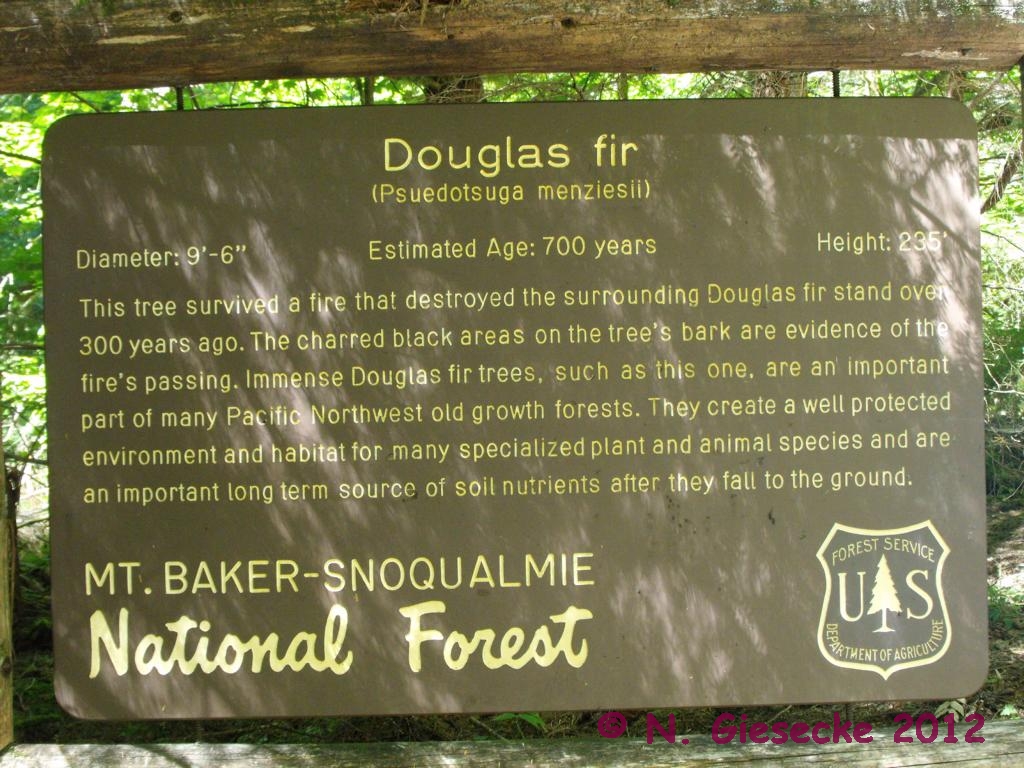 Douglas fir
(Psuedotsuga menziesii)
Diameter: 9'-6" Estimated Age: 700 years Height: 235'
This tree survived a fire that destroyed the surrounding Douglas fir stand over
300 years ago. The charred black areas on the tree's bark are evidence of the
fire's passing. Immense Douglas fir trees, such as this one, are an important
part of many Pacific Northwest old growth forests. They create a well protected
environment and habitat for many specialized plant and animal species and are
an important long term source of soil nutrients after they fall to the ground.
MT. BAKER-SNOQUALMIE
National Forest
FOREST SERVICE
U S
DEPARTMENT OF AGRICULTURE
© N. Giesecke 2012